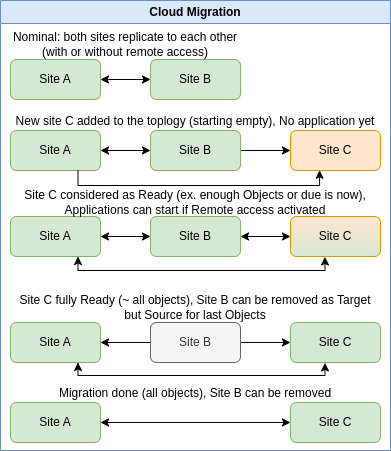 Cloud Migration
Nominal: both sites replicate to each other
(with or without remote access)
Site A
Site B
New site C added to the toplogy (starting empty), No application yet
Site A
Site B
Site C
Site C considered as Ready (ex. enough Objects or due is now),
Applications can start if Remote access activated
Site A
Site B
Site C
Site C fully Ready (~ all objects), Site B can be removed as Target
but Source for last Objects
Site A
Site B
Site C
Migration done (all objects), Site B can be removed
Site A
Site C